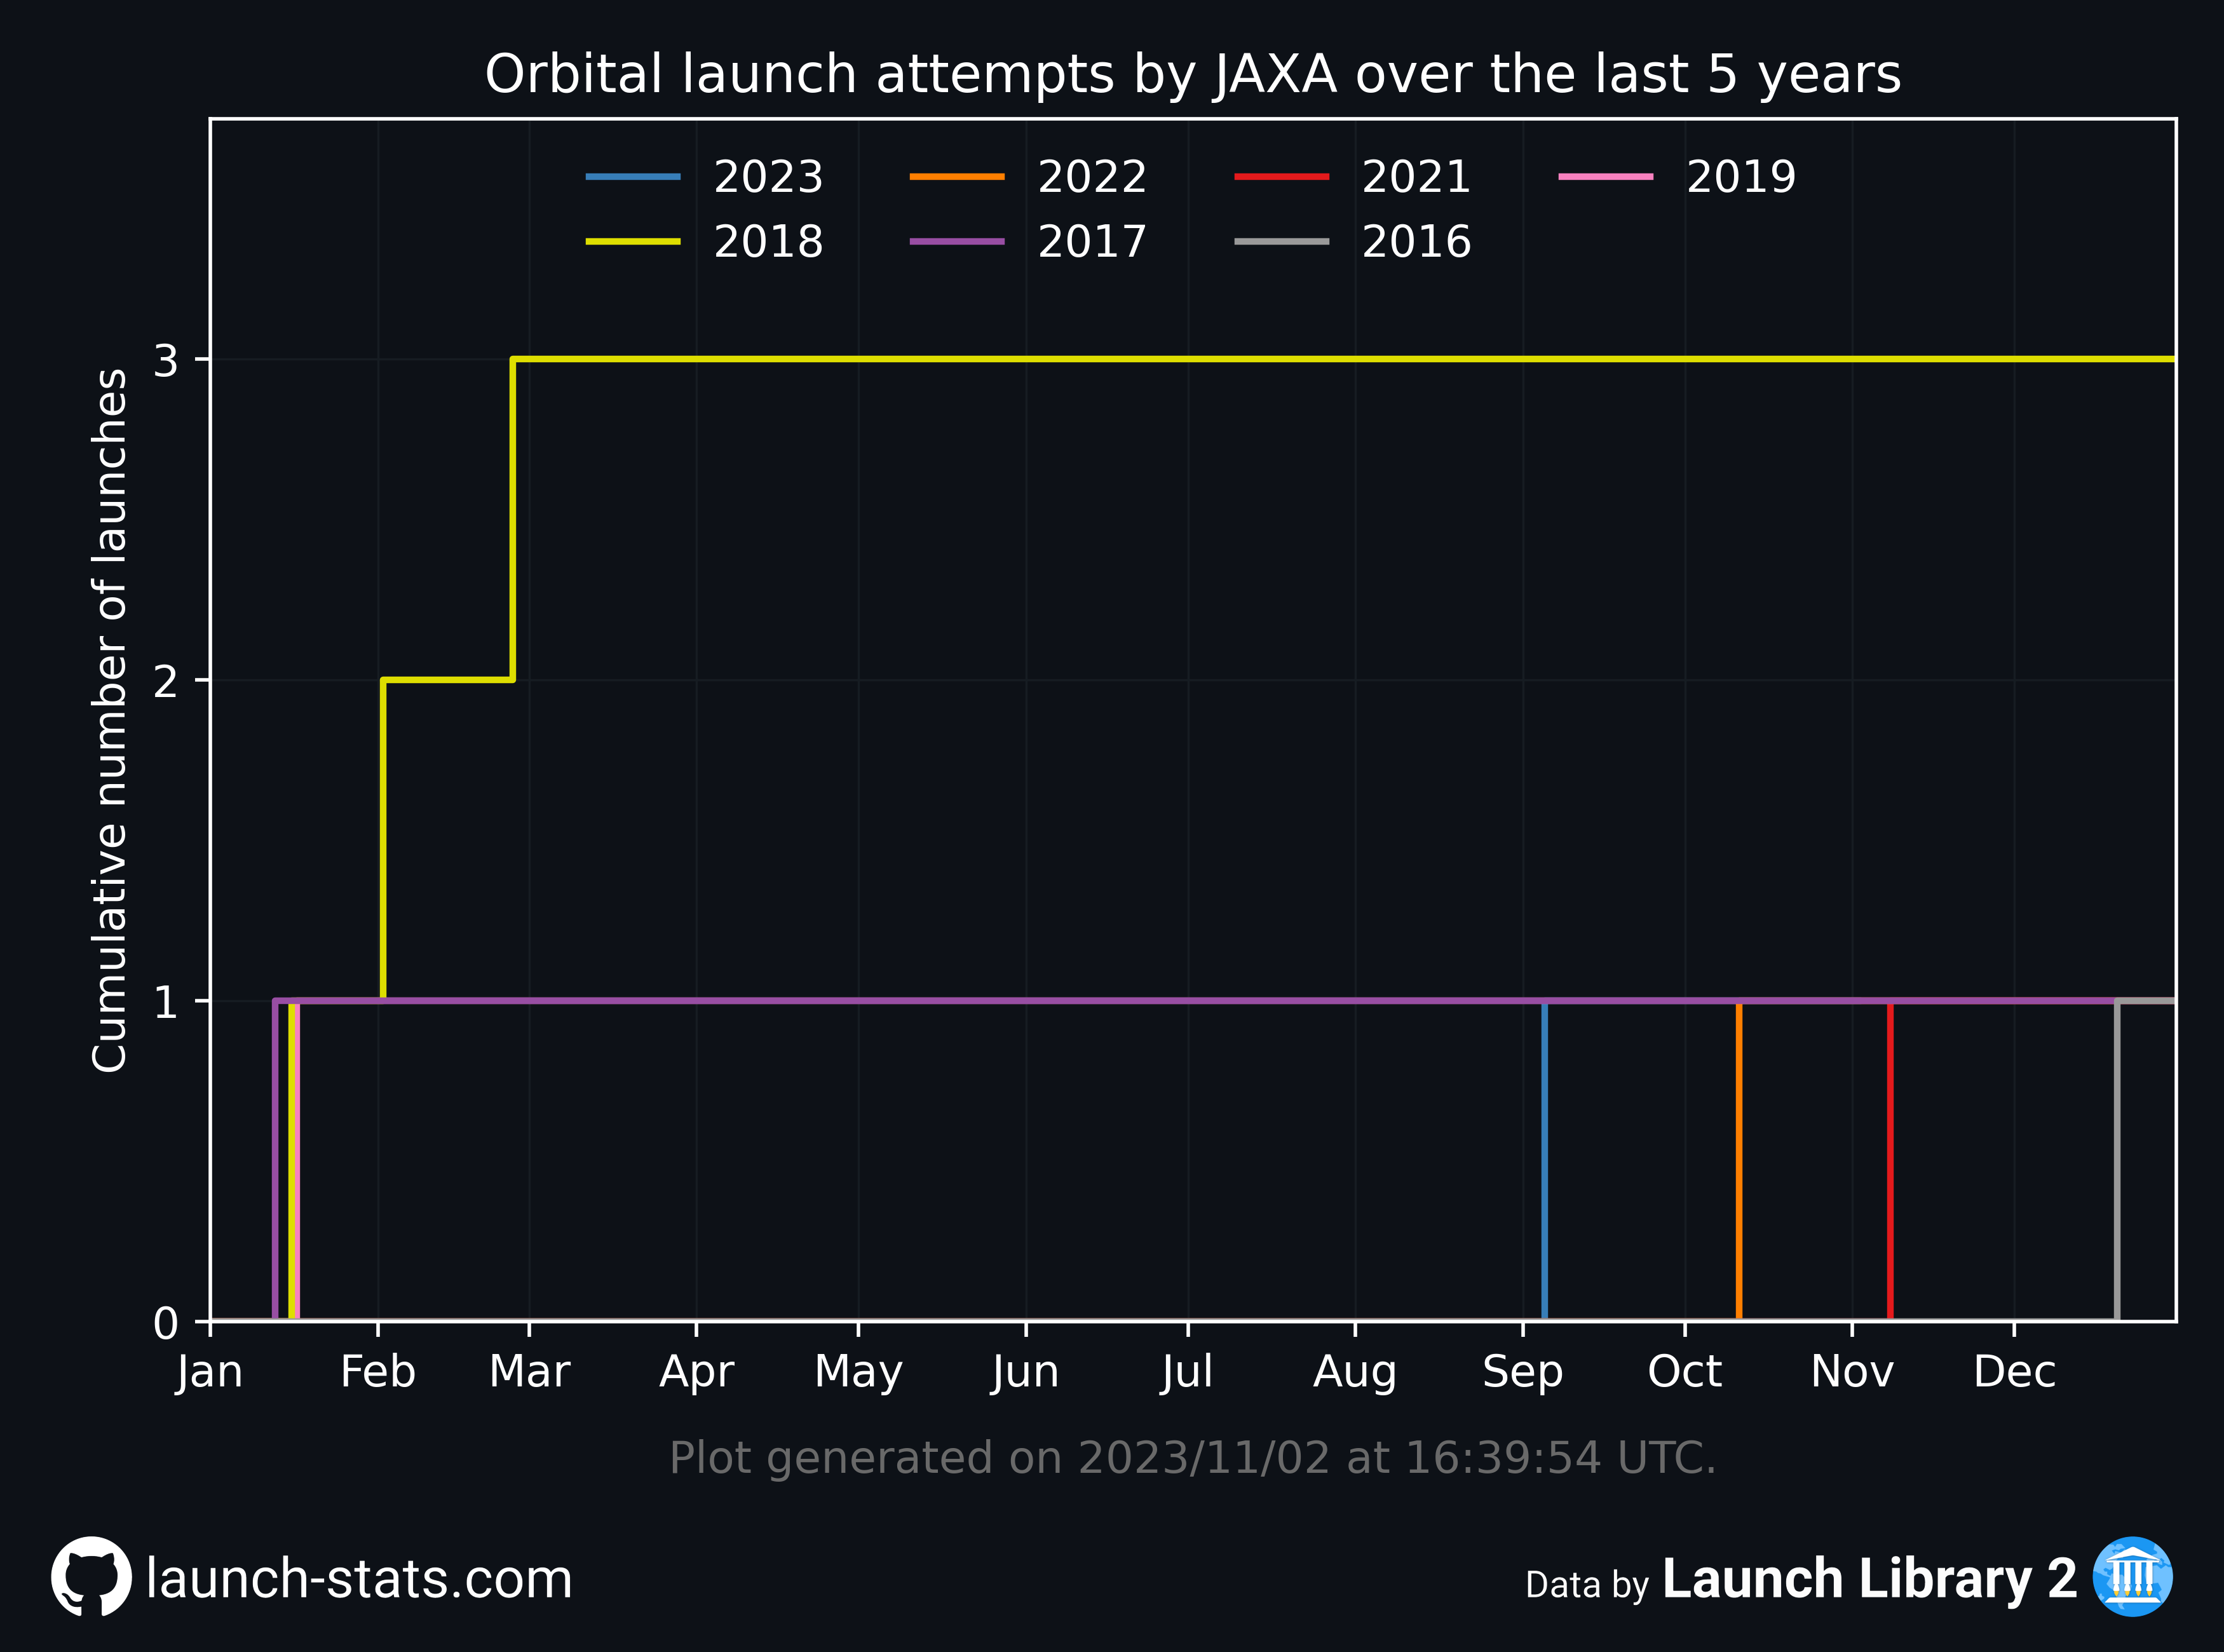 Orbital launch attempts by JAXA over the last 5 years
2023 2022 2021 2019
2018 2017 2016
Cumulative number of launches
3
2
1
0
Jan Feb Mar Apr May Jun Jul Aug Sep Oct Nov Dec
Plot generated on 2023/11/02 at 16:39:54 UTC.
launch-stats.com
Data by Launch Library 2